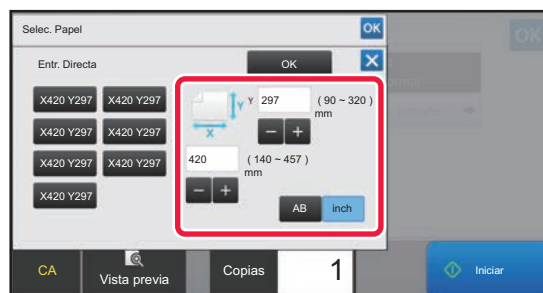 Selec. Papel
OK
OK
Entr. Directa
OK
X420 Y297
X420 Y297
X420 Y297
X420 Y297
X420 Y297
X420 Y297
X420 Y297
Y
X
Y
297
( 90 ~ 320 )
mm
− +
420
( 140 ~ 457 )
mm
− +
AB
inch
CA
Vista previa
Copias
1
Iniciar